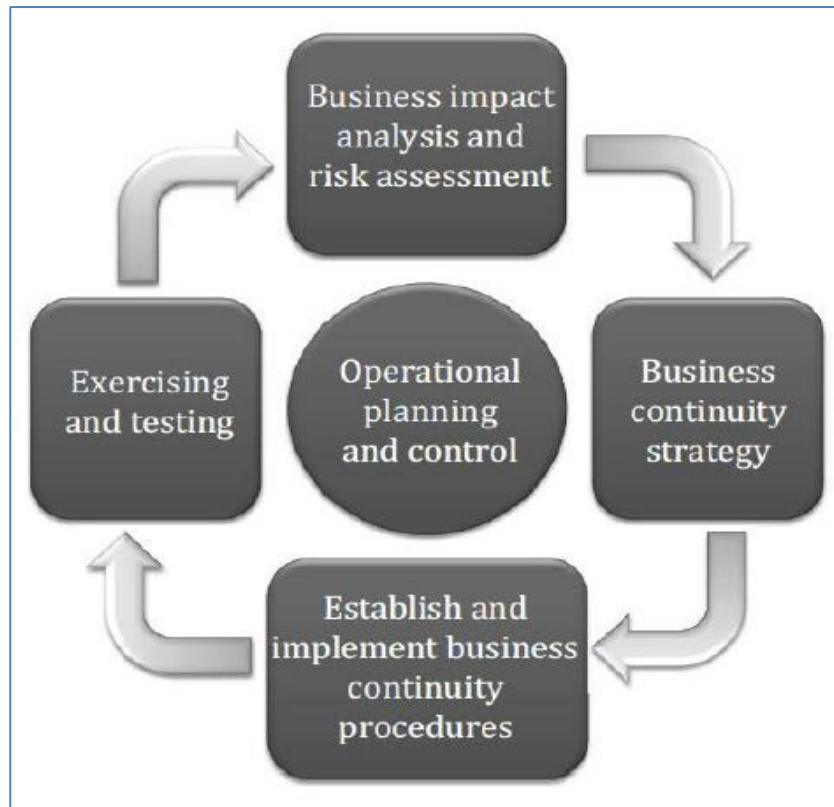 Business impact
analysis and
risk assessment
Exercising
and testing
Operational
planning
and control
Business
continuity
strategy
Establish and
implement business
continuity
procedures